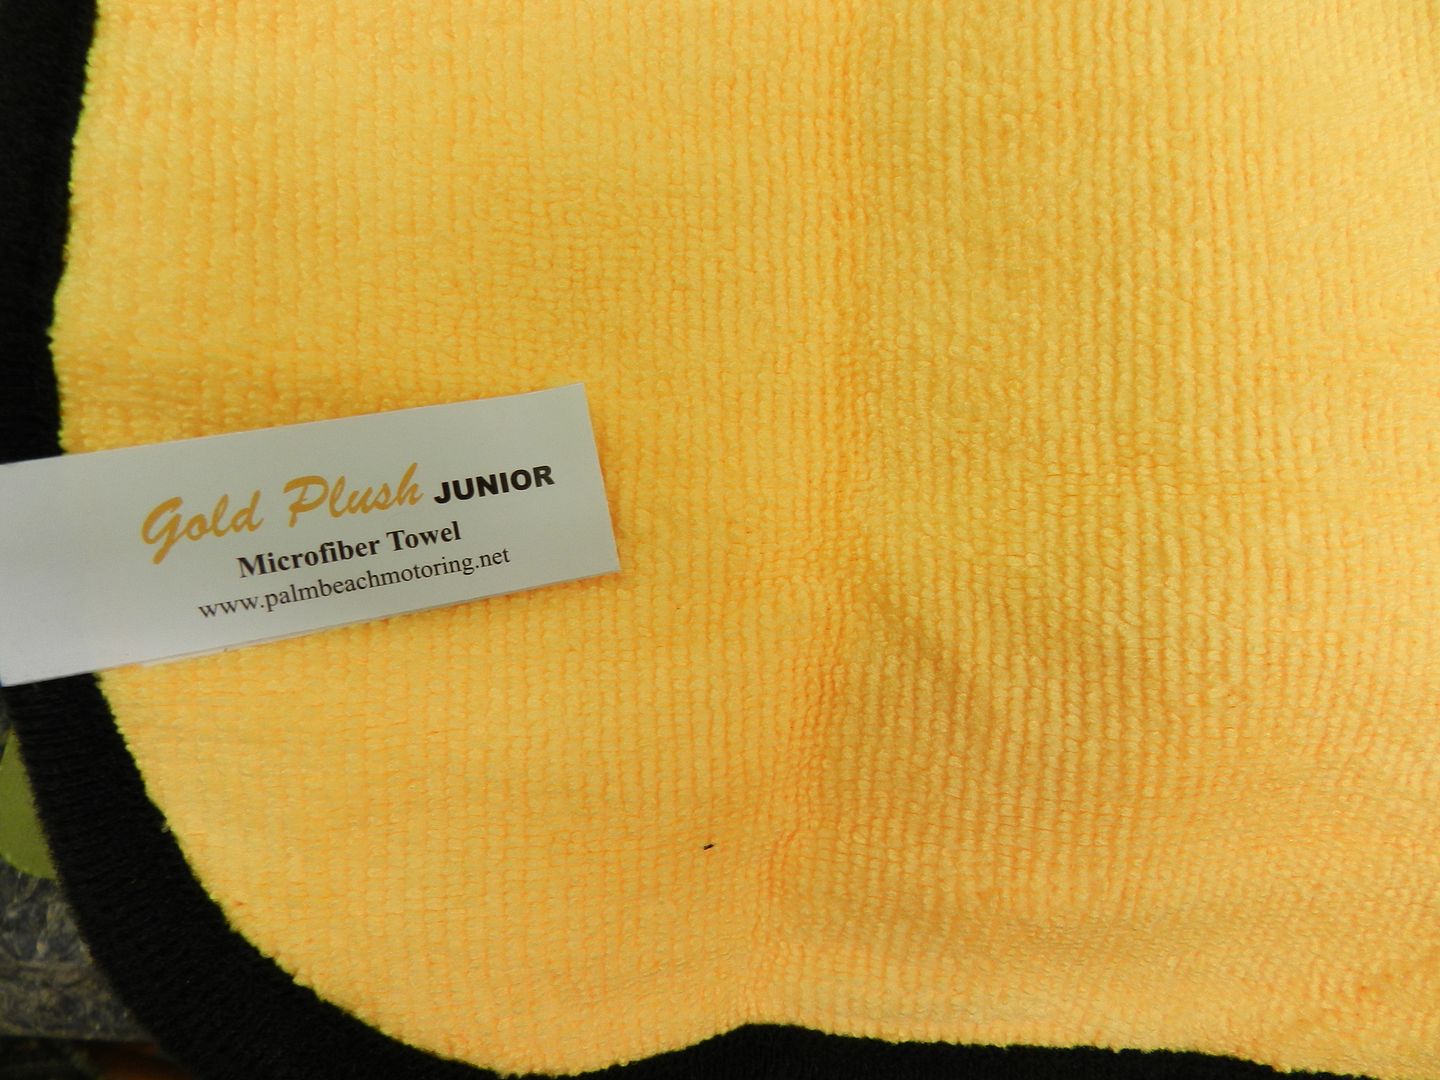 Gold Plush JUNIOR
Microfiber Towel
www.palmbeachmotoring.net